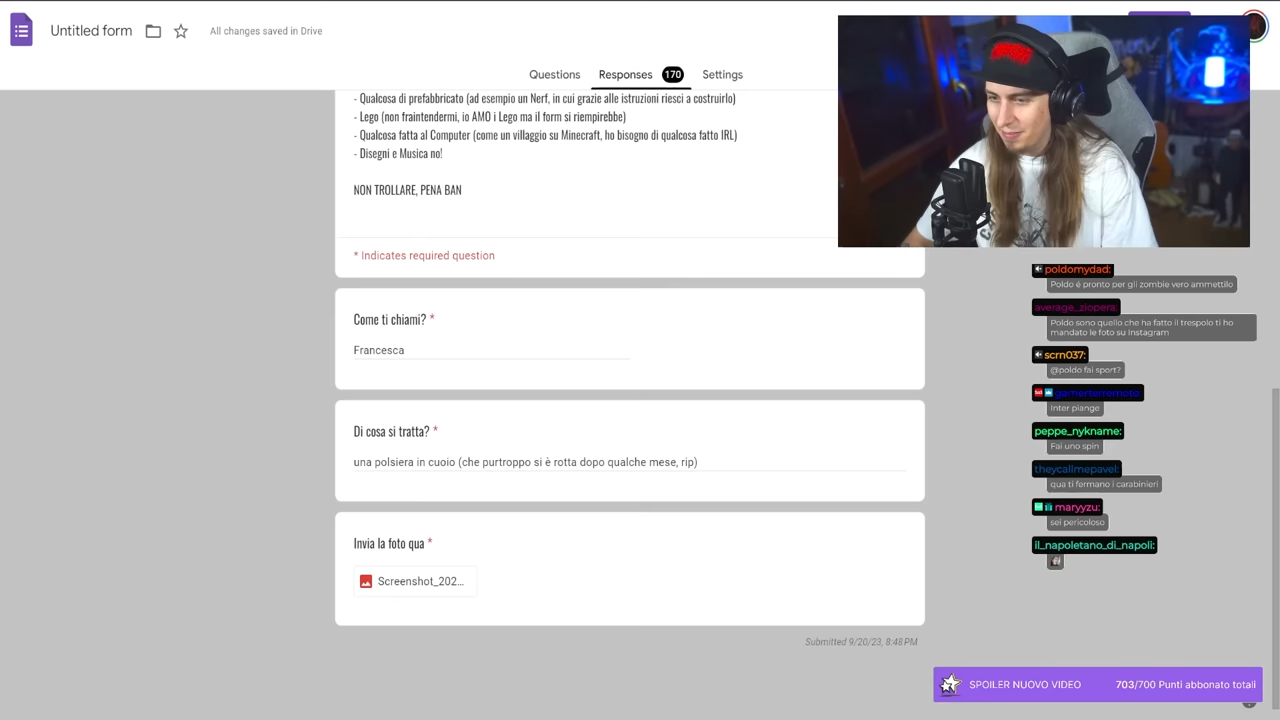 Untitled form
All changes saved in Drive
Questions
Responses 170
Settings
- Qualcosa di prefabbricato (ad esempio un Nerf, in cui grazie alle istruzioni riesci a costruirlo)
- Lego (non fraintendermi, io AMO i Lego ma il form si riempirebbe)
- Qualcosa fatta al Computer (come un villaggio su Minecraft, ho bisogno di qualcosa fatto IRL)
- Disegni e Musica no!
NON TROLLARE, PENA BAN
* Indicates required question
Come ti chiami? *
Francesca
Di cosa si tratta? *
una polsiera in cuoio (che purtroppo si è rotta dopo qualche mese, rip)
Invia la foto qua *
Screenshot_202...
Submitted 9/20/23, 8:48 PM
poldomydad:
Poldo é pronto per gli zombie vero ammettilo
average_ziopera:
Poldo sono quello che ha fatto il trespolo ti ho
mandato le foto su Instagram
scrn037:
@poldo fai sport?
gamerterremoto:
Inter piange
peppe_nykname:
Fai uno spin
theycallmepavel:
qua ti fermano i carabinieri
maryyzu:
sei pericoloso
il_napoletano_di_napoli:
SPOILER NUOVO VIDEO
703/700 Punti abbonato totali